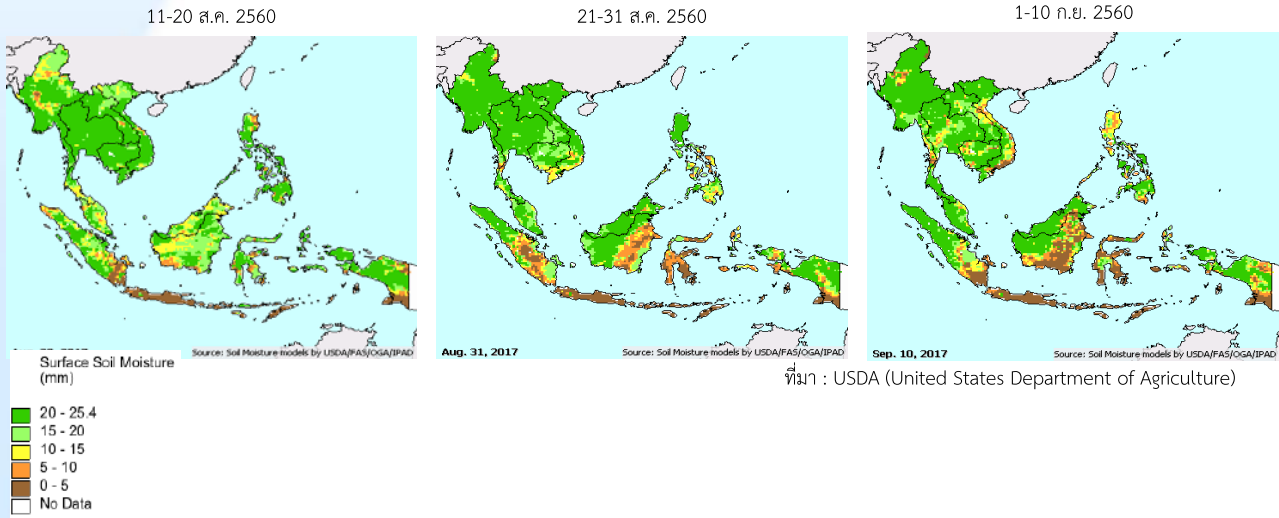 11-20 ส.ค. 2560
21-31 ส.ค. 2560
1-10 ก.ย. 2560
Source: Soil Moisture models by USDA/FAS/OGA/IPAD
Aug. 31, 2017
Source: Soil Moisture models by USDA/FAS/OGA/IPAD
Sep. 10, 2017
Source: Soil Moisture models by USDA/FAS/OGA/IPAD
ที่มา : USDA (United States Department of Agriculture)
Surface Soil Moisture
(mm)
20 - 25.4
15 - 20
10 - 15
5 - 10
0 - 5
No Data